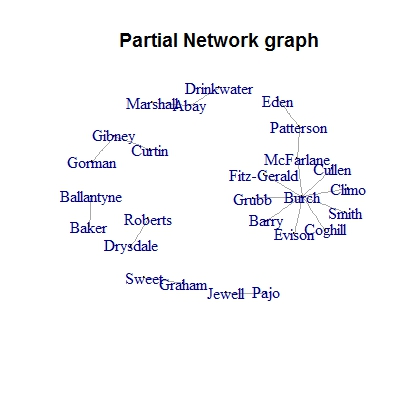 Partial Network graph
Drinkwater
Marshall
Abay
Eden
Patterson
Gibney
Curtin
Gorman
McFarlane
Cullen
Fitz-Gerald
Climo
Ballantyne
Grubb
Burch
Smith
Roberts
Barry
Baker
Evison
Coghill
Drysdale
Sweet
Graham
Jewell
Pajo